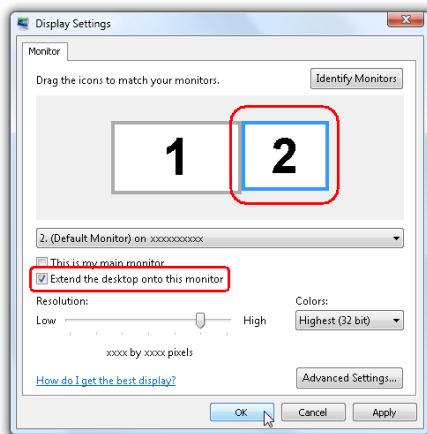 Display Settings
Monitor
Drag the icons to match your monitors.
Identify Monitors
1
2
2. (Default Monitor) on xxxxxxxxxx
This is my main monitor
Extend the desktop onto this monitor
Resolution:
Colors:
Low
High
Highest (32 bit)
xxxx by xxxx pixels
How do I get the best display?
Advanced Settings...
OK
Cancel
Apply